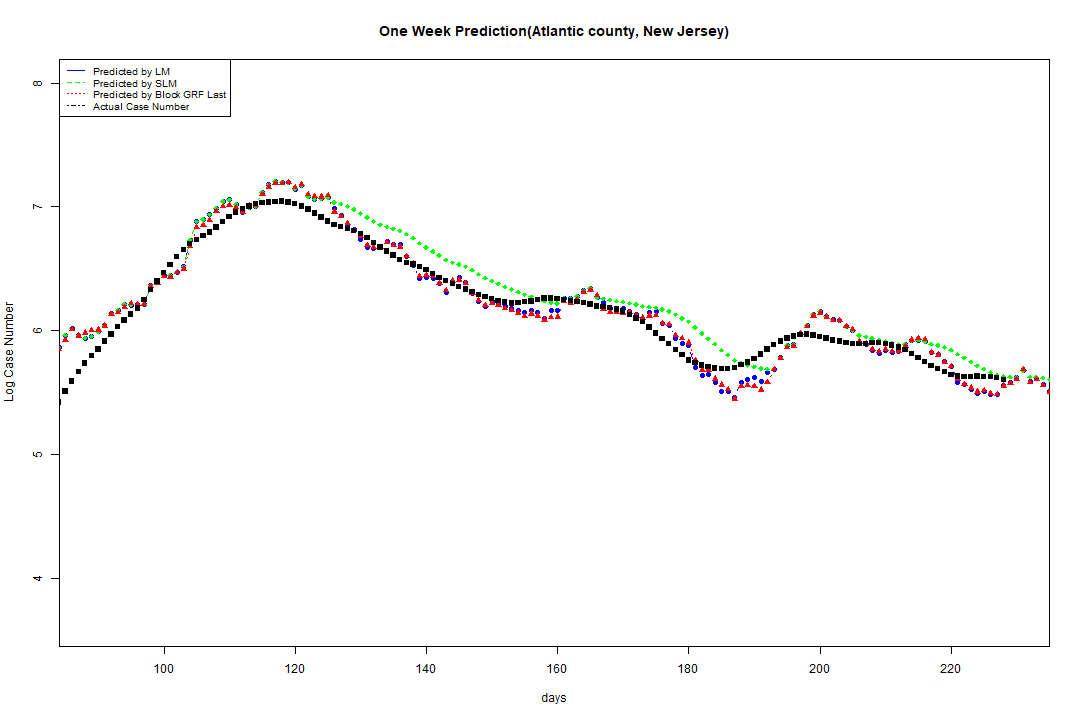 One Week Prediction(Atlantic county, New Jersey)
Predicted by LM
Predicted by SLM
Predicted by Block GRF Last
Actual Case Number
8
7
6
5
4
Log Case Number
100 120 140 160 180 200 220
days